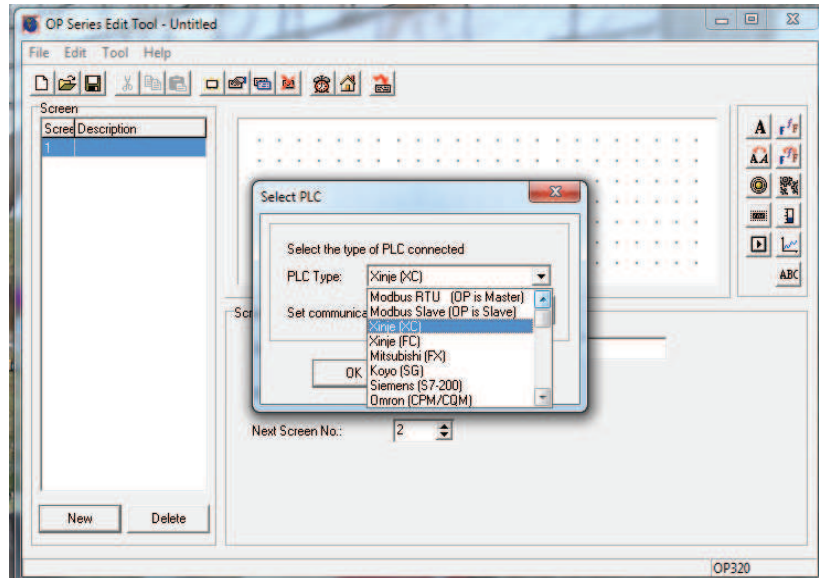 OP Series Edit Tool - Untitled
File Edit Tool Help
Screen
Scree Description
1
A
ABC
Select PLC
Select the type of PLC connected
PLC Type: Xinje (XC)
Modbus RTU (OP is Master)
Set communica Modbus Slave (OP is Slave)
Xinje (XC)
Xinje (FC)
Mitsubishi (FX)
OK Koyo (SG)
Siemens (S7-200)
Omron (CPM/CQM)
Scr
Next Screen No.: 2
New Delete
OP320